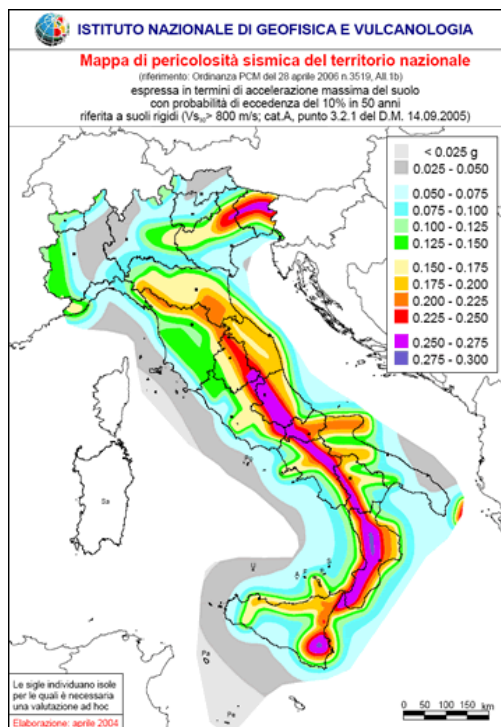 ISTITUTO NAZIONALE DI GEOFISICA E VULCANOLOGIA
Mappa di pericolosità sismica del territorio nazionale
(riferimento: Ordinanza PCM del 28 aprile 2006 n.3519, All.1b)
espressa in termini di accelerazione massima del suolo
con probabilità di eccedenza del 10% in 50 anni
riferita a suoli rigidi (Vs30> 800 m/s; cat.A, punto 3.2.1 del D.M. 14.09.2005)
< 0.025 g
0.025 - 0.050
0.050 - 0.075
0.075 - 0.100
0.100 - 0.125
0.125 - 0.150
0.150 - 0.175
0.175 - 0.200
0.200 - 0.225
0.225 - 0.250
0.250 - 0.275
0.275 - 0.300
Sa
U
A
S
Pa
Pe
Le sigle individuano isole
per le quali è necessaria
una valutazione ad hoc
Elaborazione: aprile 2004
0 50 100 150 km